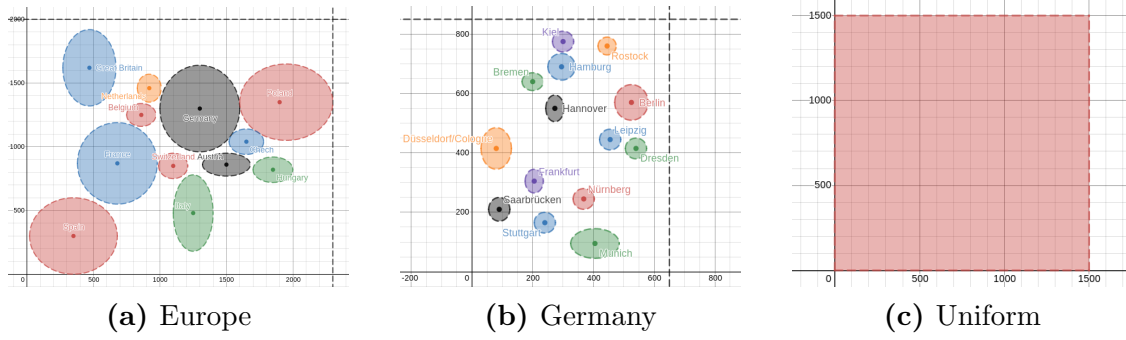 2000
1500
1000
500
500
1000
1500
2000
Great Britain
Netherlands
Belgium
Germany
Poland
Czech
France
Switzerland
Austria
Hungary
Italy
Spain
(a) Europe
800
600
400
200
-200
0
200
400
600
800
Kiel
Rostock
Hamburg
Bremen
Berlin
Hannover
Leipzig
Düsseldorf/Cologne
Dresden
Frankfurt
Nürnberg
Saarbrücken
Stuttgart
Munich
(b) Germany
1500
1000
500
0
0
500
1000
1500
(c) Uniform